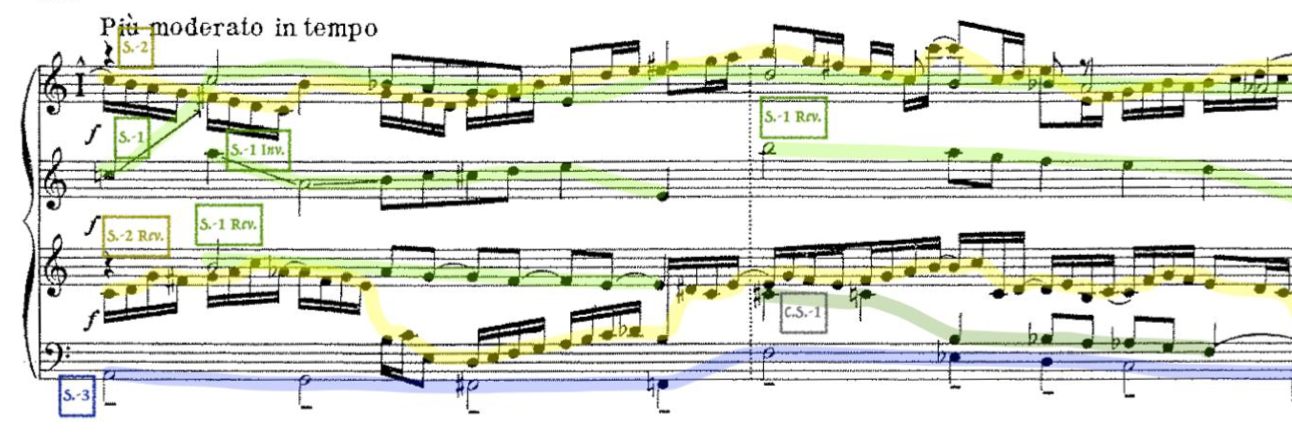 Più moderato in tempo
S.-2
f
S.-1
S.-1 Inv.
S.-1 Rev.
f
S.-2 Rev.
S.-1 Rev.
f
C.S.-1
S.-3